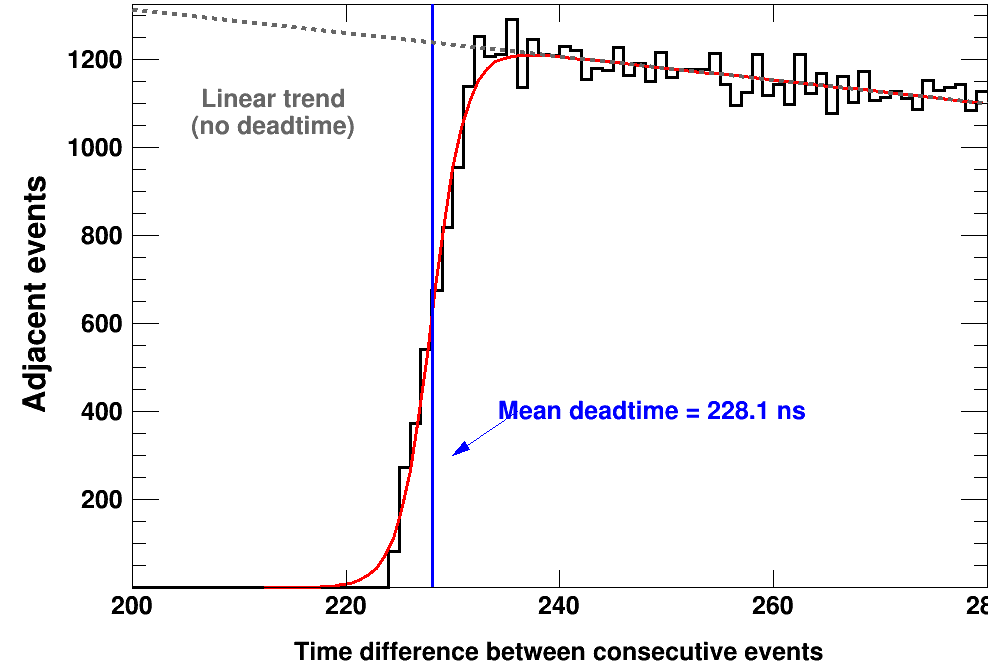 1200
1000
800
600
400
200
Adjacent events
Linear trend
(no deadtime)
Mean deadtime = 228.1 ns
200 220 240 260 28
Time difference between consecutive events